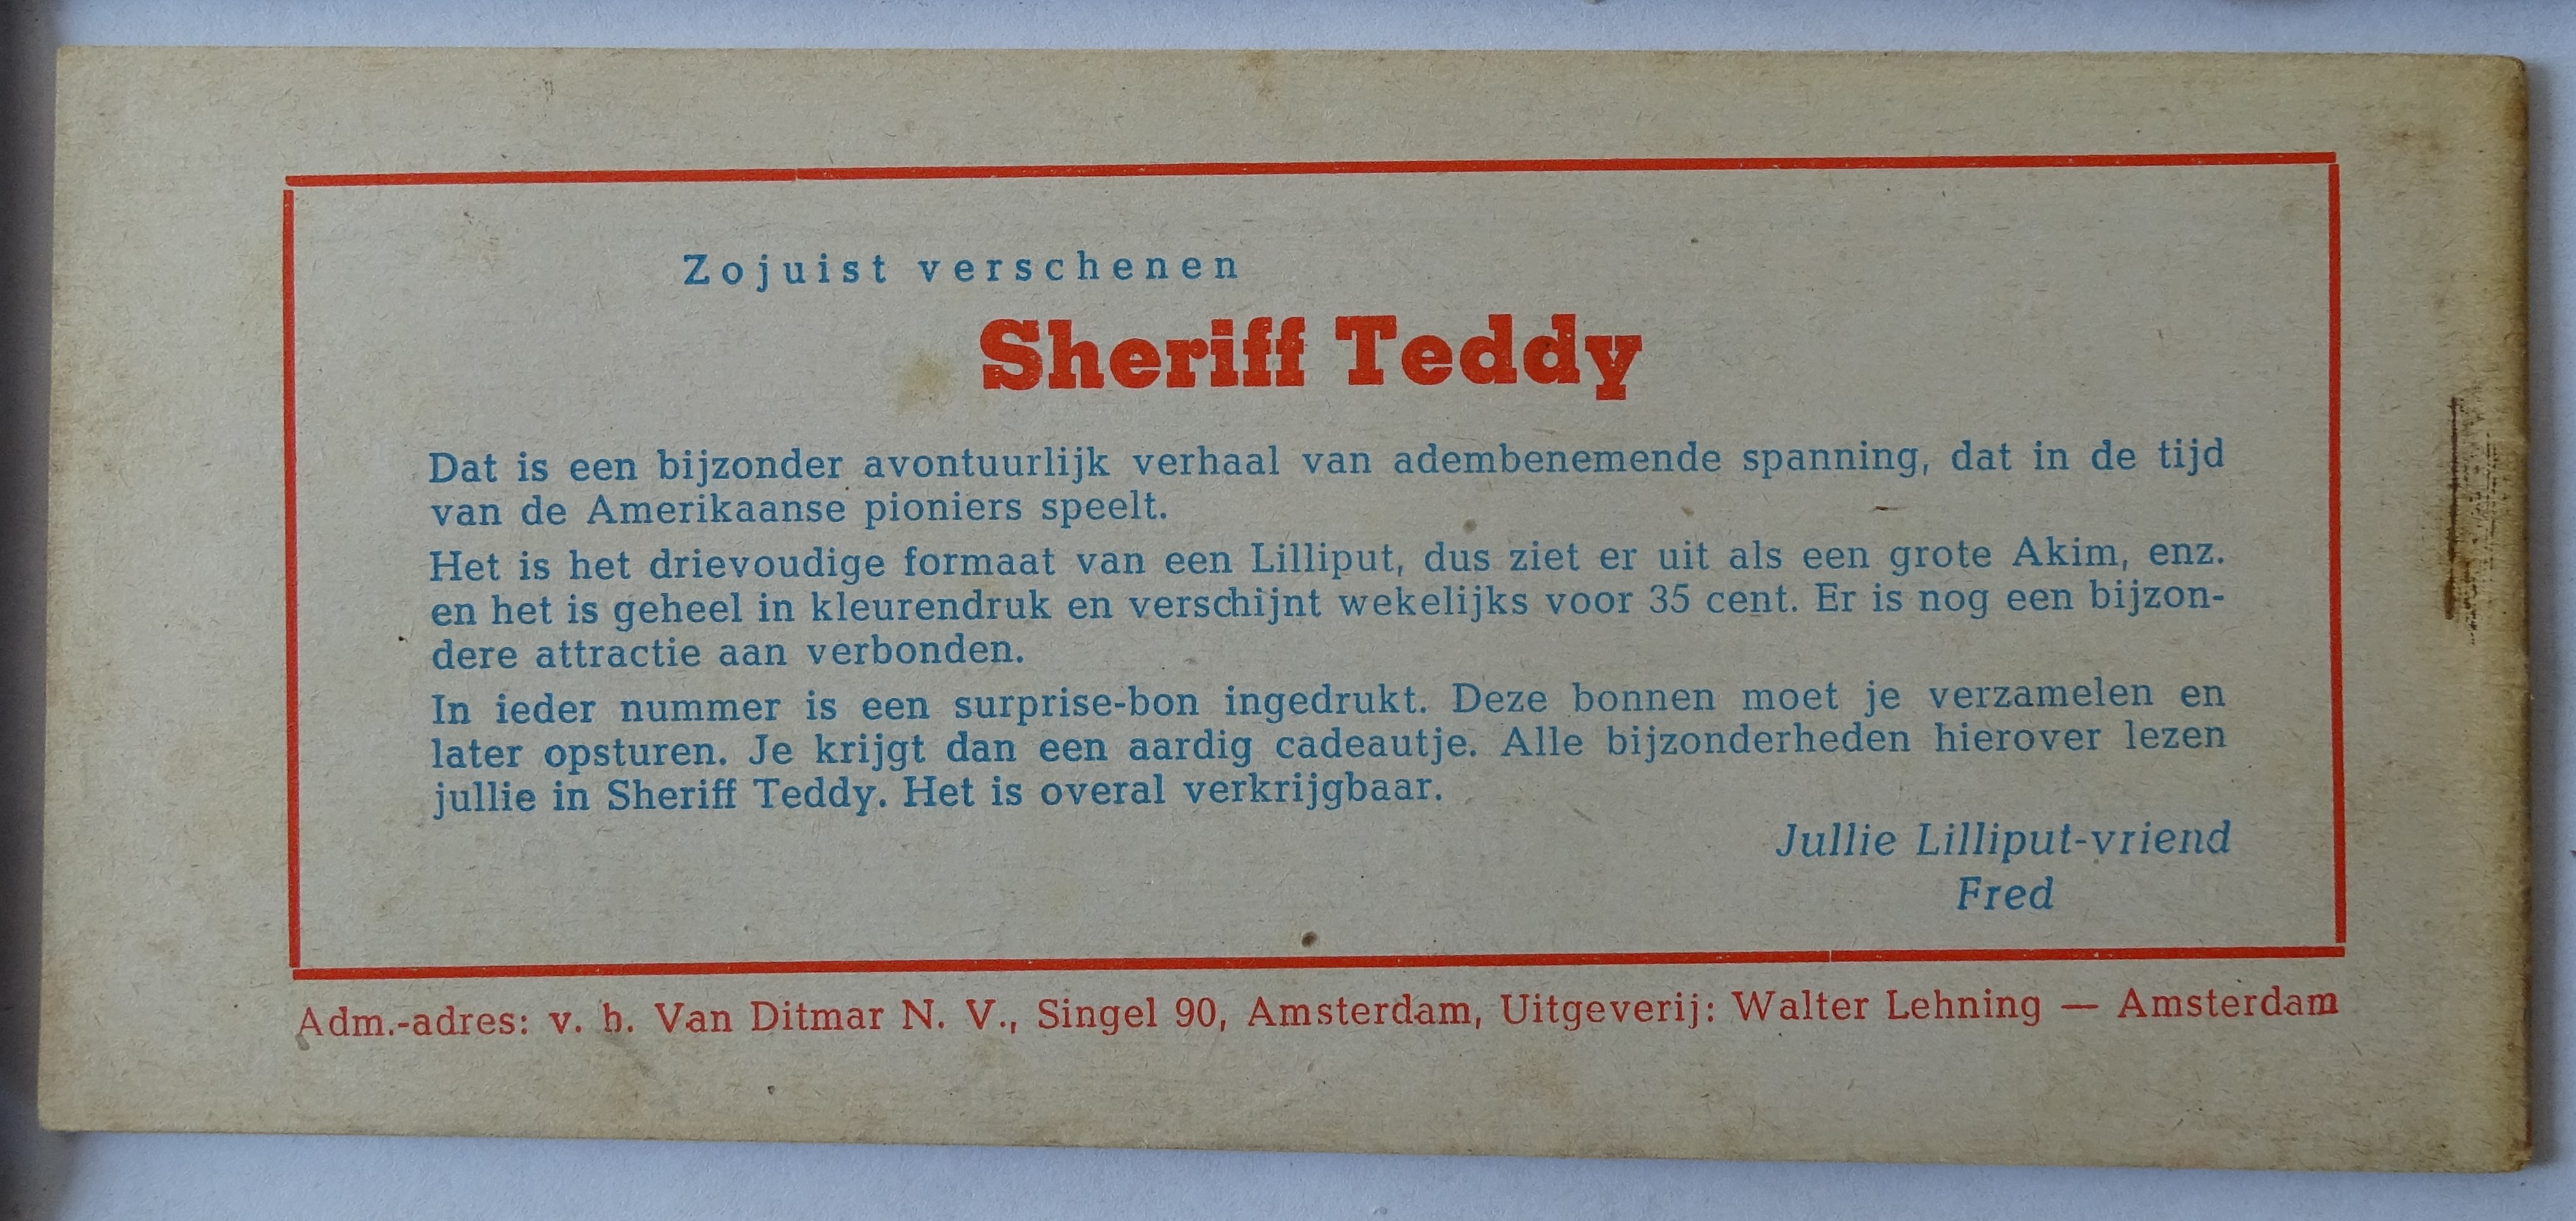 Zojuist verschenen
Sheriff Teddy
Dat is een bijzonder avontuurlijk verhaal van adembenemende spanning, dat in de tijd
van de Amerikaanse pioniers speelt.
Het is het drievoudige formaat van een Lilliput, dus ziet er uit als een grote Akim, enz.
en het is geheel in kleurendruk en verschijnt wekelijks voor 35 cent. Er is nog een bijzon-
dere attractie aan verbonden.
In ieder nummer is een surprise-bon ingedrukt. Deze bonnen moet je verzamelen en
later opsturen. Je krijgt dan een aardig cadeautje. Alle bijzonderheden hierover lezen
jullie in Sheriff Teddy. Het is overal verkrijgbaar.
Jullie Lilliput-vriend
Fred
Adm.-adres: v. h. Van Ditmar N. V., Singel 90, Amsterdam, Uitgeverij: Walter Lehning — Amsterdam